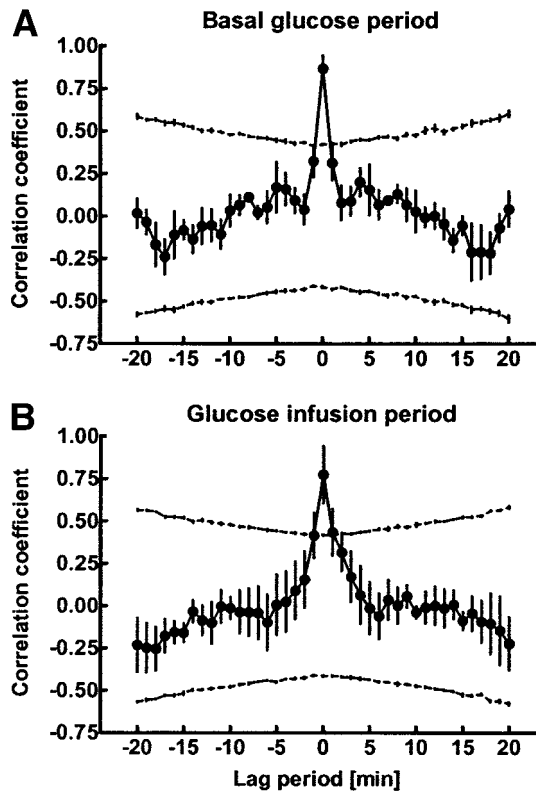 A
Basal glucose period
Correlation coefficient
1.00
0.75
0.50
0.25
0.00
-0.25
-0.50
-0.75
-20 -15 -10 -5 0 5 10 15 20
B
Glucose infusion period
Correlation coefficient
1.00
0.75
0.50
0.25
0.00
-0.25
-0.50
-0.75
-20 -15 -10 -5 0 5 10 15 20
Lag period [min]